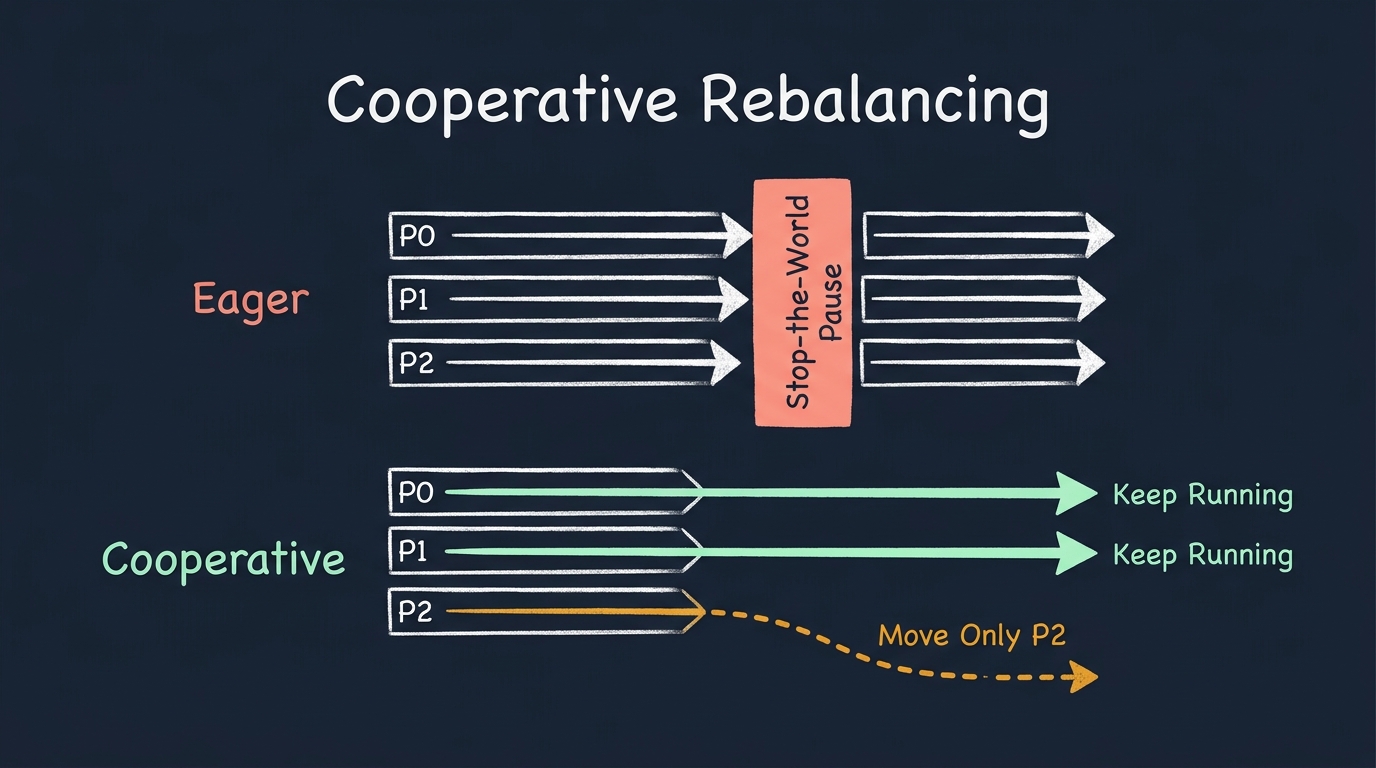 Cooperative Rebalancing
Eager
P0
P1
P2
Stop-the-World
Pause
Cooperative
P0
Keep Running
P1
Keep Running
P2
Move Only P2